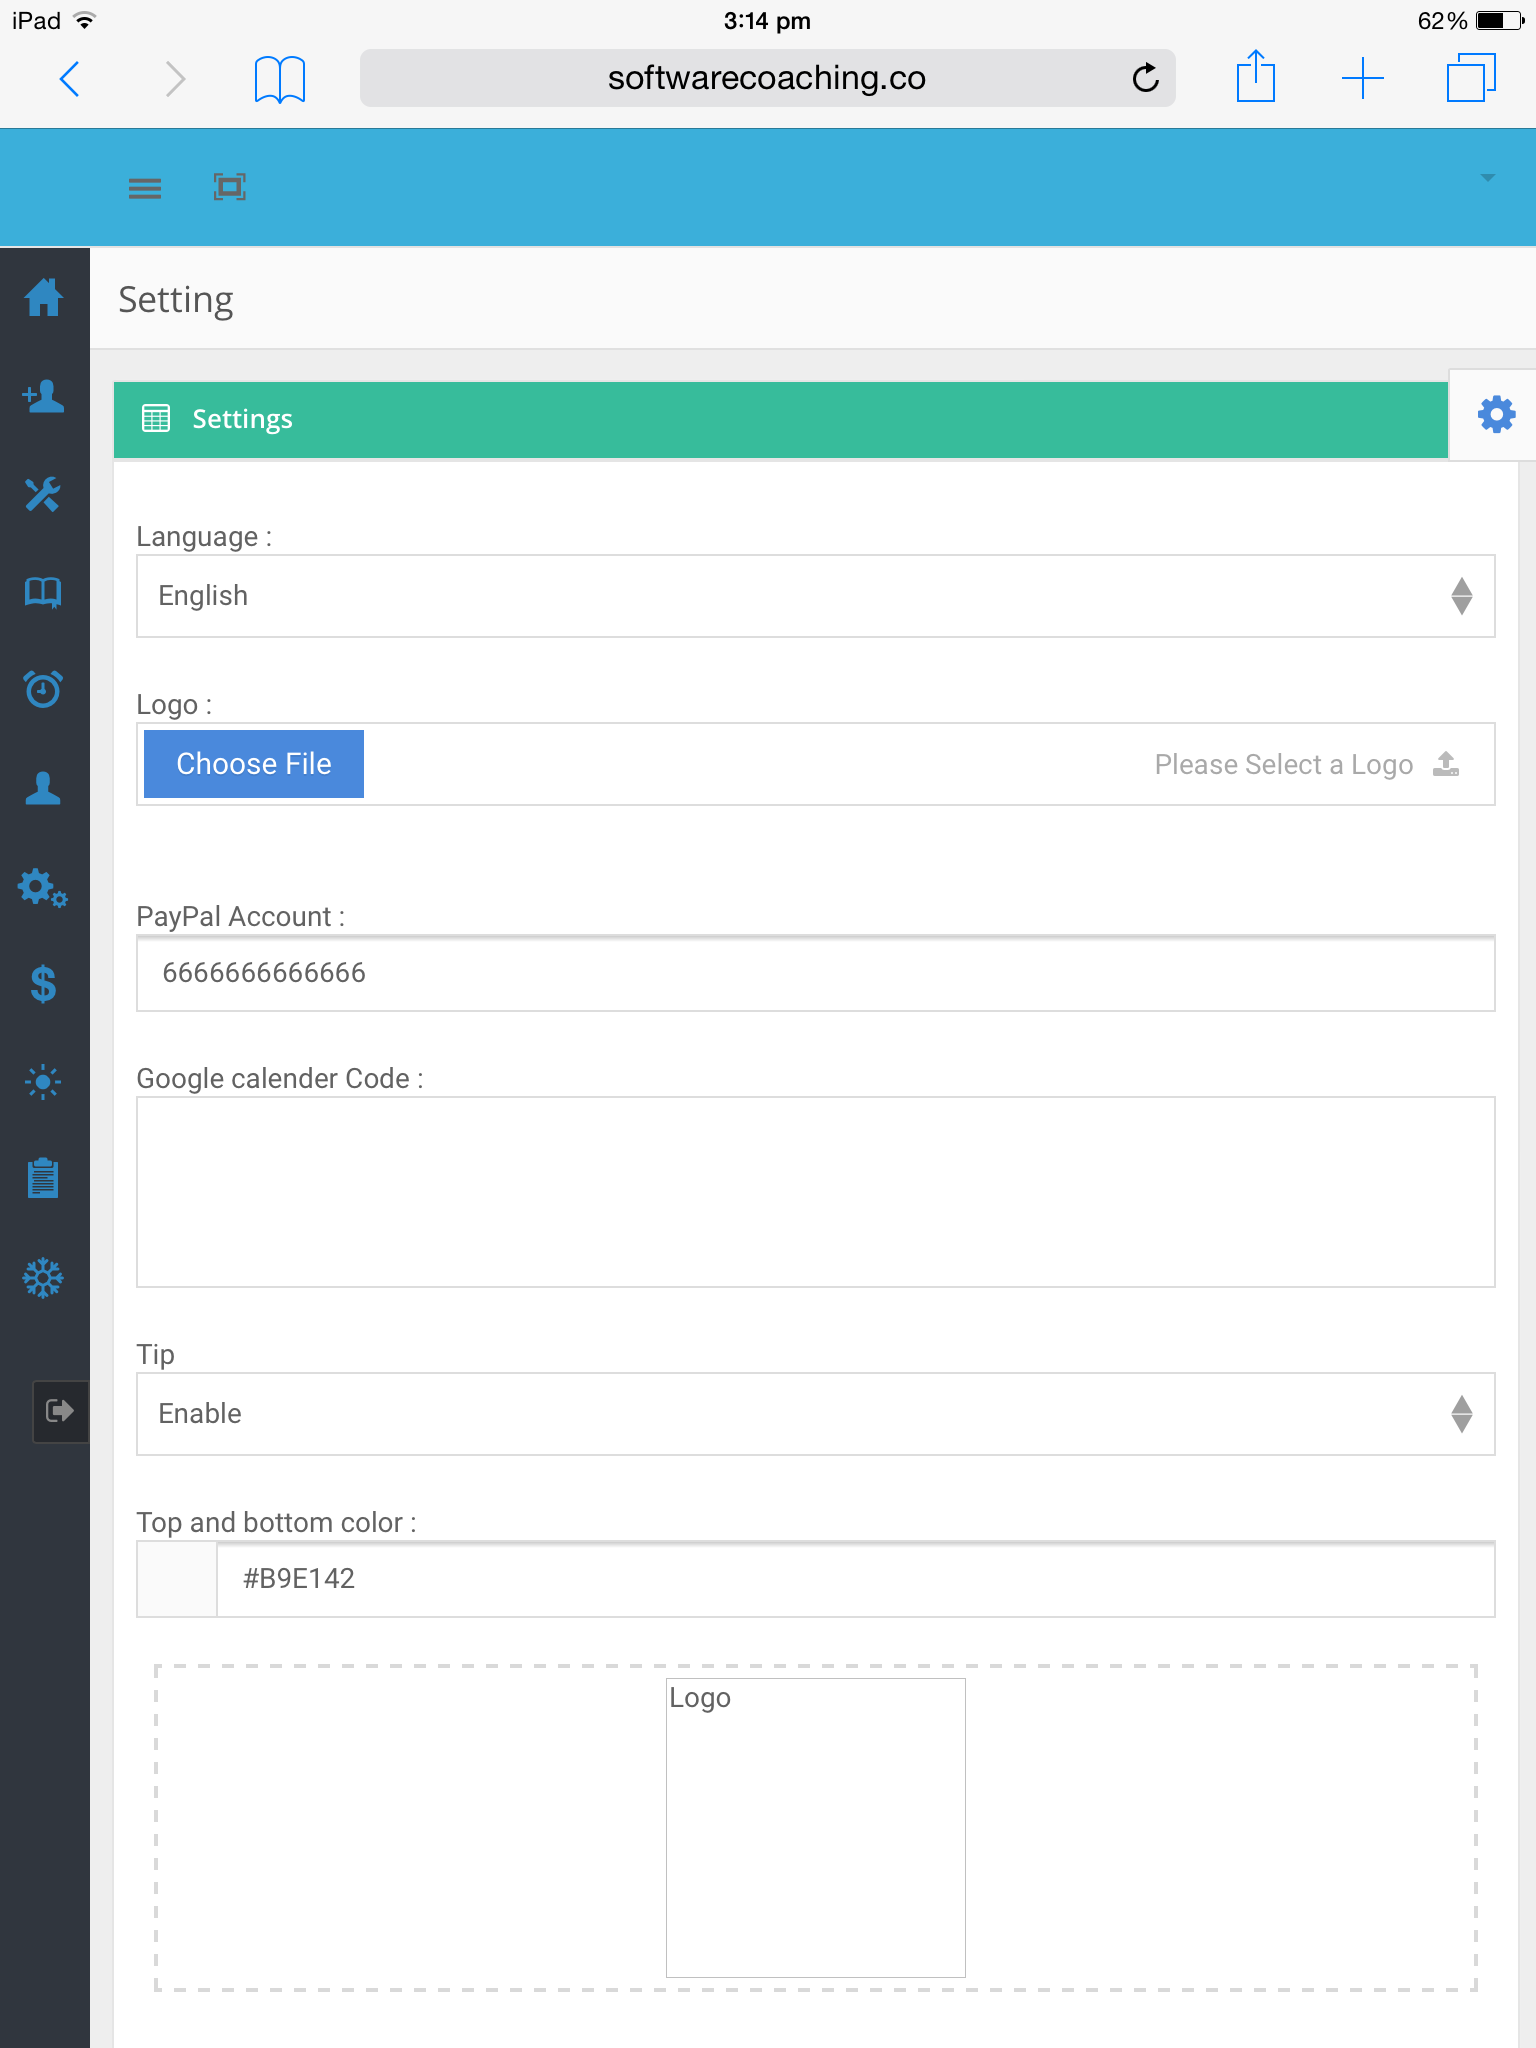 iPad 3:14 pm 62%
softwarecoaching.co
Setting
Settings
Language :
English
Logo :
Choose File Please Select a Logo
PayPal Account :
6666666666666
Google calender Code :
Tip
Enable
Top and bottom color :
#B9E142
Logo